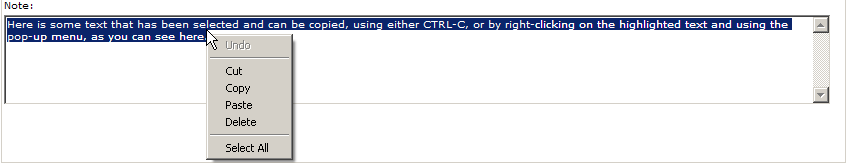 Note:
Here is some text that has been selected and can be copied, using either CTRL-C, or by right-clicking on the highlighted text and using the
pop-up menu, as you can see here.
Undo
Cut
Copy
Paste
Delete
Select All